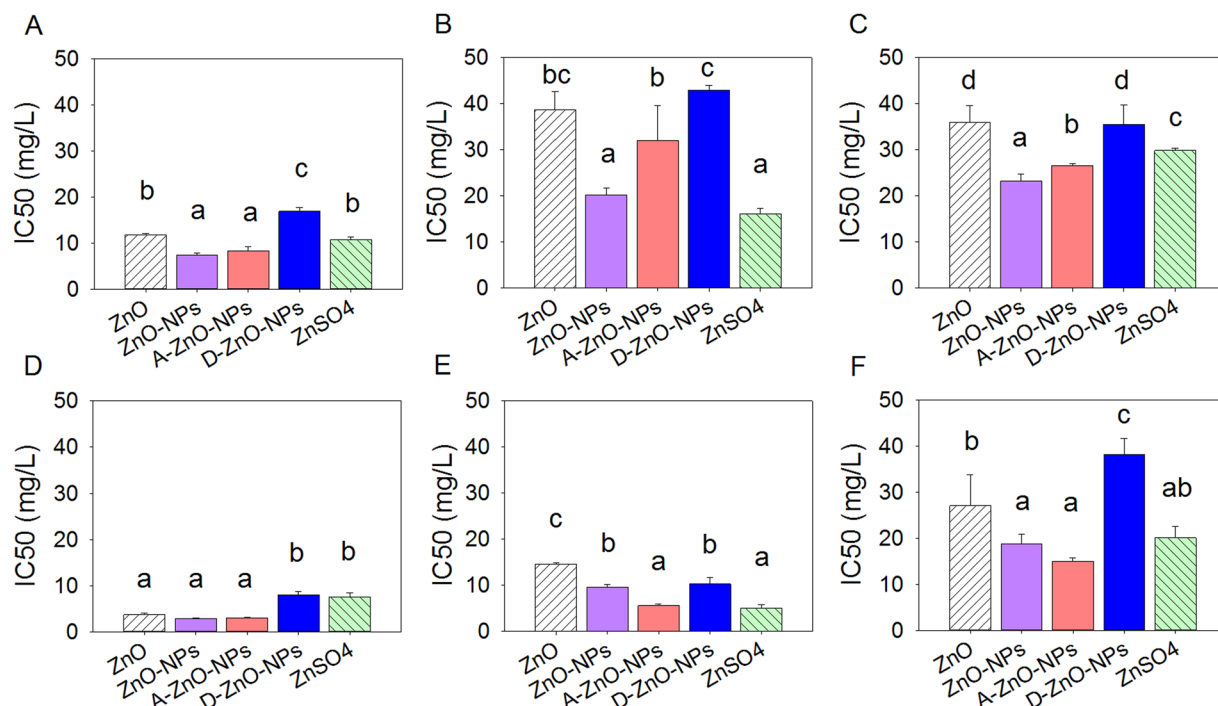 A
50
40
30
20
10
0
IC50 (mg/L)
b
a
a
c
b
ZnO
ZnO-NPs
A-ZnO-NPs
D-ZnO-NPs
ZnSO4
B
50
40
30
20
10
0
IC50 (mg/L)
bc
a
b
c
a
ZnO
ZnO-NPs
A-ZnO-NPs
D-ZnO-NPs
ZnSO4
C
50
40
30
20
10
0
IC50 (mg/L)
d
a
b
d
c
ZnO
ZnO-NPs
A-ZnO-NPs
D-ZnO-NPs
ZnSO4
D
50
40
30
20
10
0
IC50 (mg/L)
a
a
a
b
b
ZnO
ZnO-NPs
A-ZnO-NPs
D-ZnO-NPs
ZnSO4
E
50
40
30
20
10
0
IC50 (mg/L)
c
b
a
b
a
ZnO
ZnO-NPs
A-ZnO-NPs
D-ZnO-NPs
ZnSO4
F
50
40
30
20
10
0
IC50 (mg/L)
b
a
a
c
ab
ZnO
ZnO-NPs
A-ZnO-NPs
D-ZnO-NPs
ZnSO4